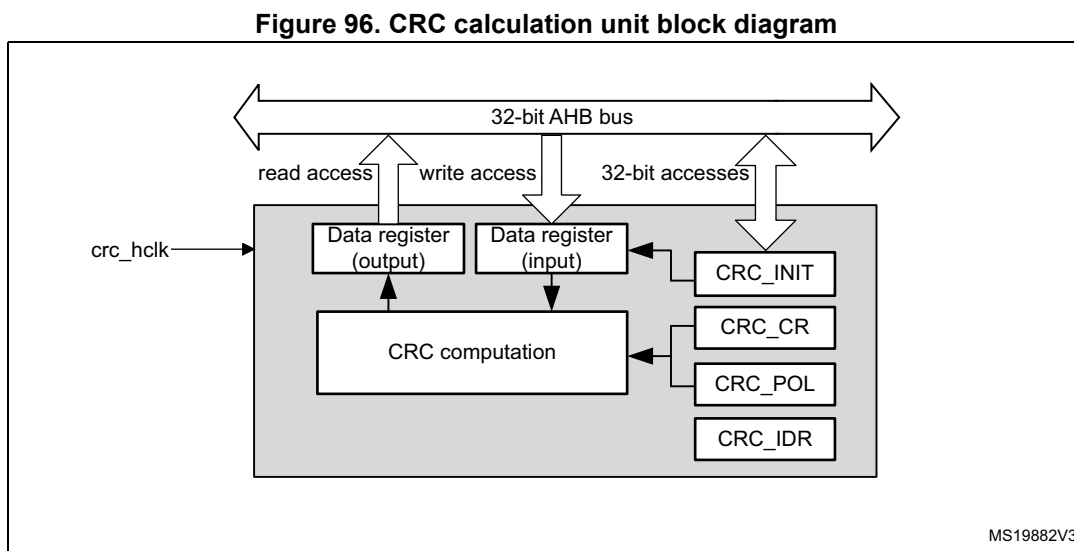 Figure 96. CRC calculation unit block diagram
32-bit AHB bus
read access
write access
32-bit accesses
crc_hclk
Data register
(output)
Data register
(input)
CRC_INIT
CRC computation
CRC_CR
CRC_POL
CRC_IDR
MS19882V3